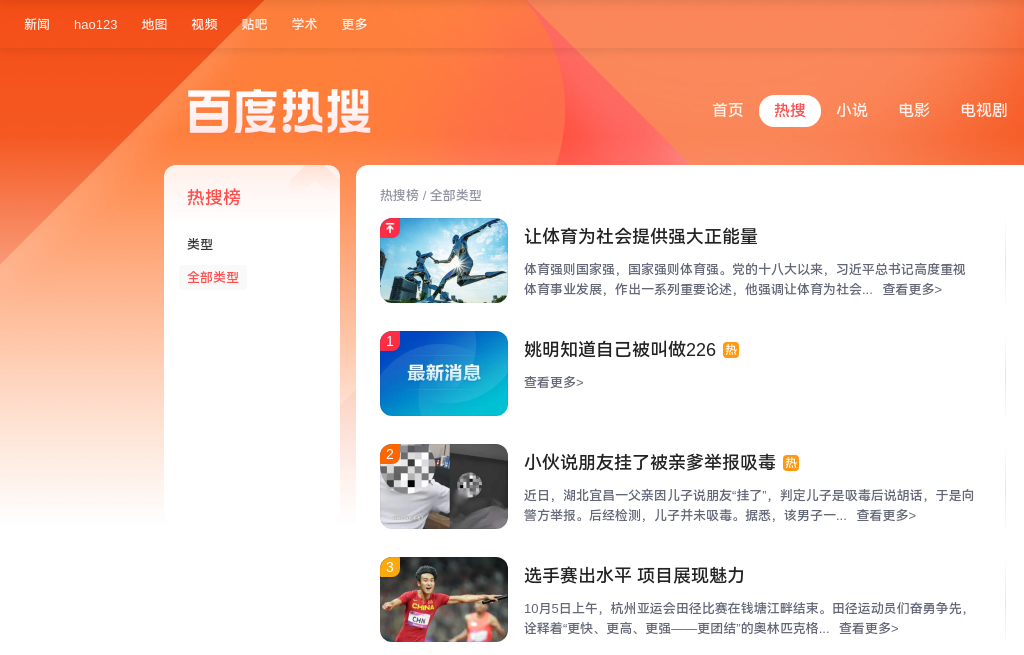 新闻 hao123 地图 视频 贴吧 学术 更多
百度热搜
首页 热搜 小说 电影 电视剧
热搜榜
类型
全部类型
热搜榜 / 全部类型
让体育为社会提供强大正能量
体育强则国家强，国家强则体育强。党的十八大以来，习近平总书记高度重视
体育事业发展，作出一系列重要论述，他强调让体育为社会... 查看更多>
1
最新消息
姚明知道自己被叫做226 热
查看更多>
2
小伙说朋友挂了被亲爹举报吸毒 热
近日，湖北宜昌一父亲因儿子说朋友“挂了”，判定儿子是吸毒后说胡话，于是向
警方举报。后经检测，儿子并未吸毒。据悉，该男子一... 查看更多>
3
CHINA
CHN
选手赛出水平 项目展现魅力
10月5日上午，杭州亚运会田径比赛在钱塘江畔结束。田径运动员们奋勇争先，
诠释着“更快、更高、更强——更团结”的奥林匹克格... 查看更多>